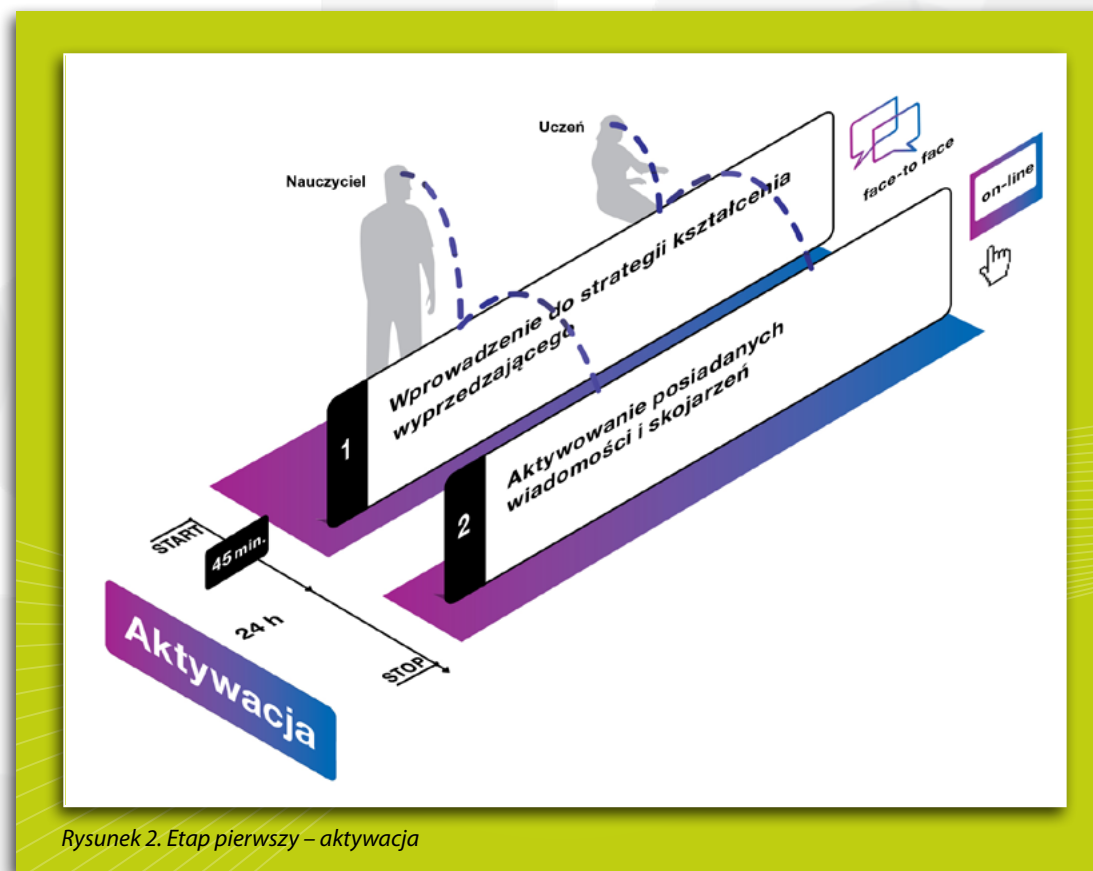 Uczeń
Nauczyciel
face-to face
on-line
1
Wprowadzenie do strategii kształcenia
wyprzedzającego
2
Aktywowanie posiadanych
wiadomości i skojarzeń
START
45 min.
24 h
STOP
Aktywacja
Rysunek 2. Etap pierwszy – aktywacja